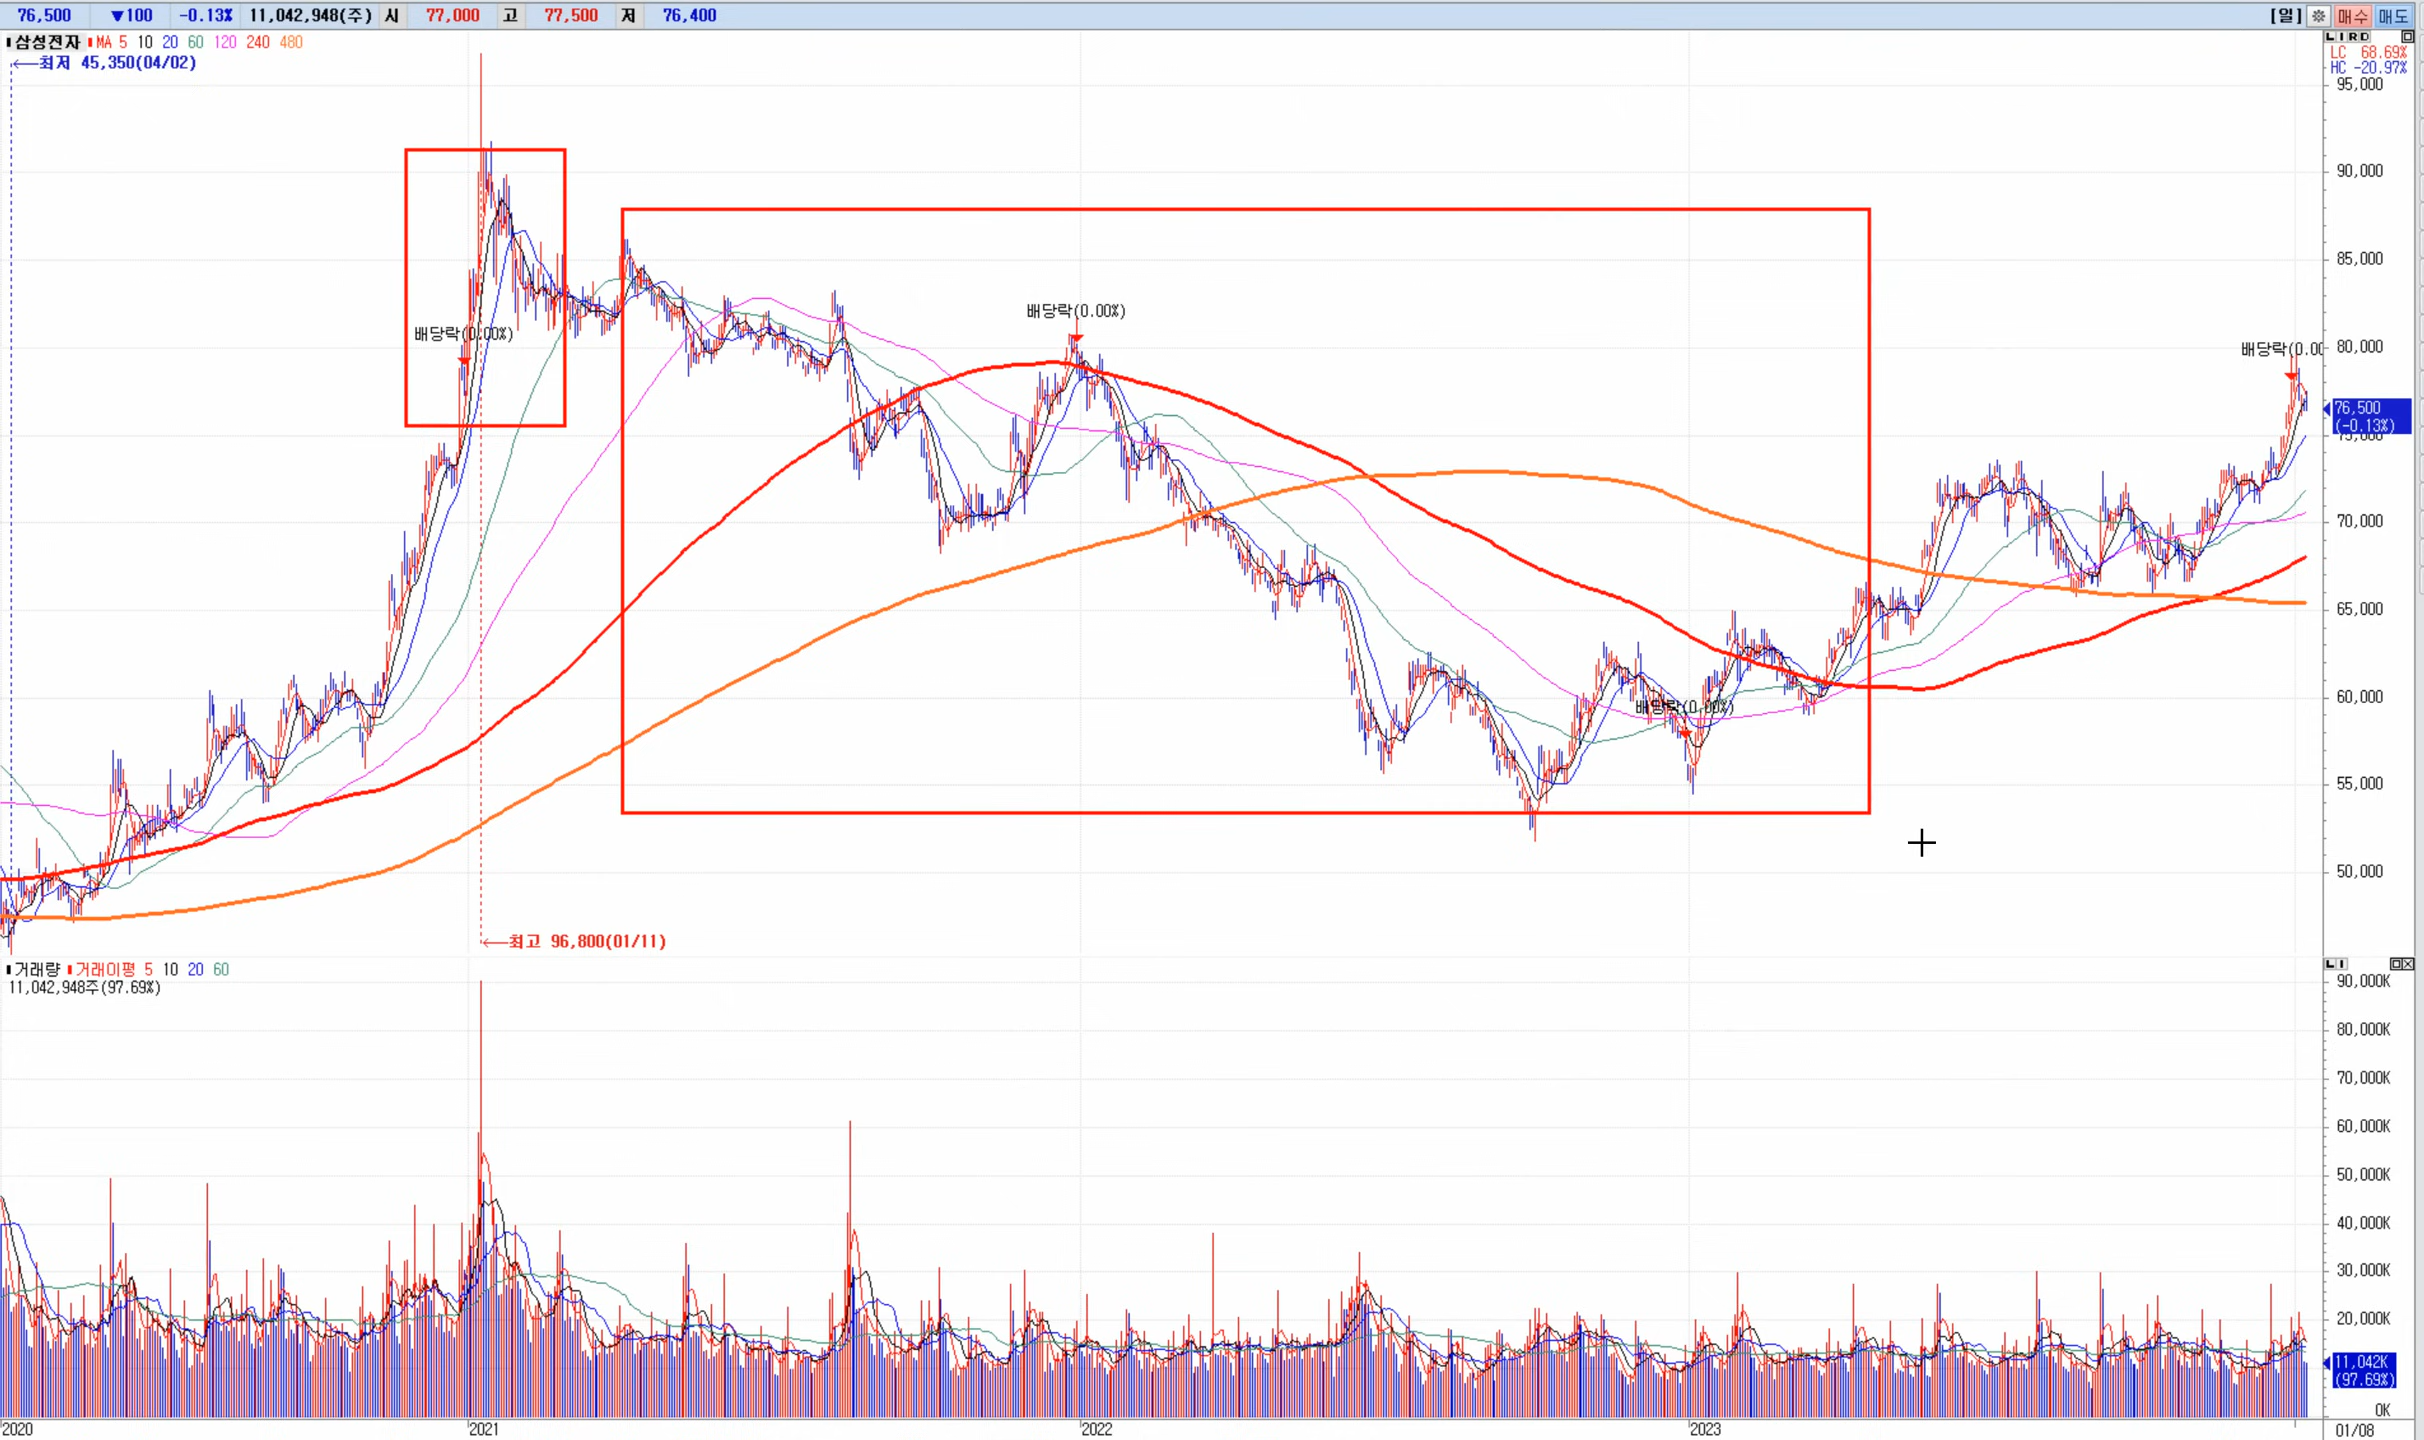 76,500 ▼100 -0.13% 11,042,948(주) 시 77,000 고 77,500 저 76,400 [일] 매수 매도
삼성전자 MA 5 10 20 60 120 240 480
L I R D
←최저 45,350(04/02)
LC 68.69%
HC -20.97%
95,000
90,000
85,000
배당락(0.00%)
배당락(0.00%)
배당락(0.00
80,000
76,500
(-0.13%)
75,000
70,000
65,000
60,000
배당락(0.00%)
55,000
50,000
←최고 96,800(01/11)
거래량 거래이평 5 10 20 60
L I
11,042,948주(97.69%)
90,000K
80,000K
70,000K
60,000K
50,000K
40,000K
30,000K
20,000K
11,042K
(97.69%)
0K
2020 2021 2022 2023 01/08